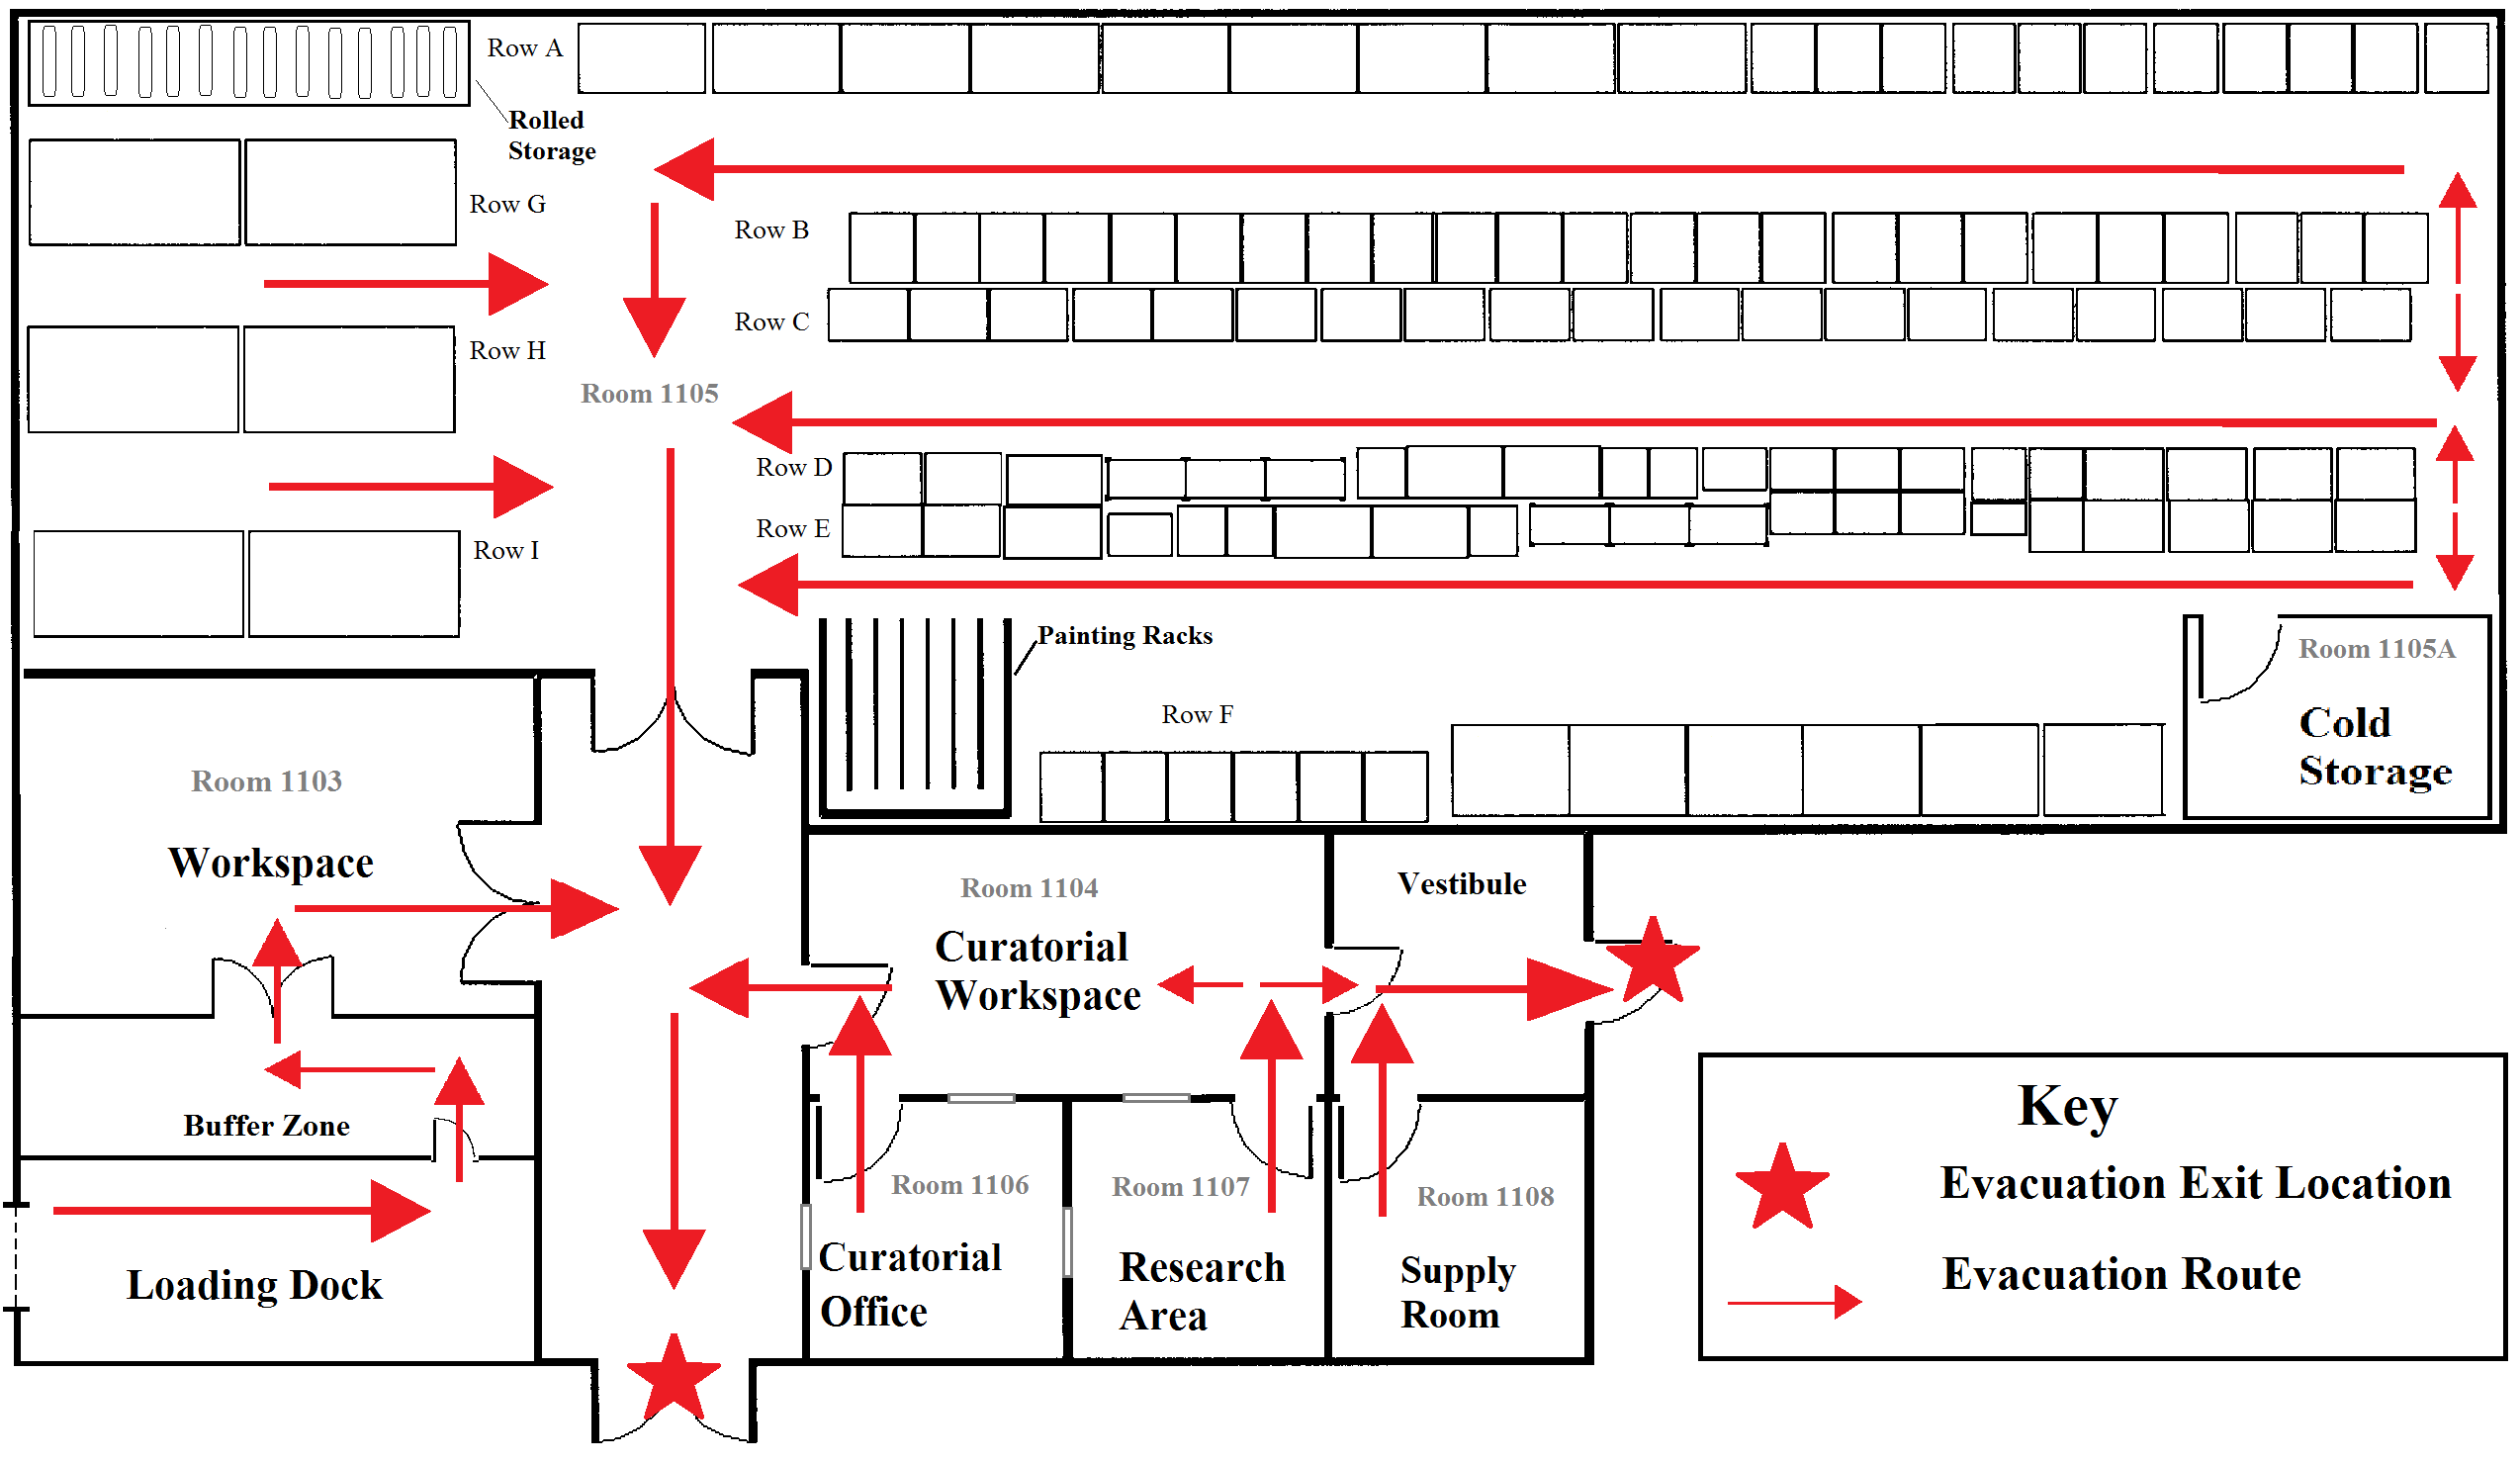 Row A
Rolled
Storage
Row G
Row B
Row H
Row C
Room 1105
Row D
Row E
Row I
Painting Racks
Room 1105A
Cold
Storage
Row F
Room 1103
Workspace
Room 1104
Curatorial
Workspace
Vestibule
Buffer Zone
Loading Dock
Room 1106
Curatorial
Office
Room 1107
Research
Area
Room 1108
Supply
Room
Key
Evacuation Exit Location
Evacuation Route